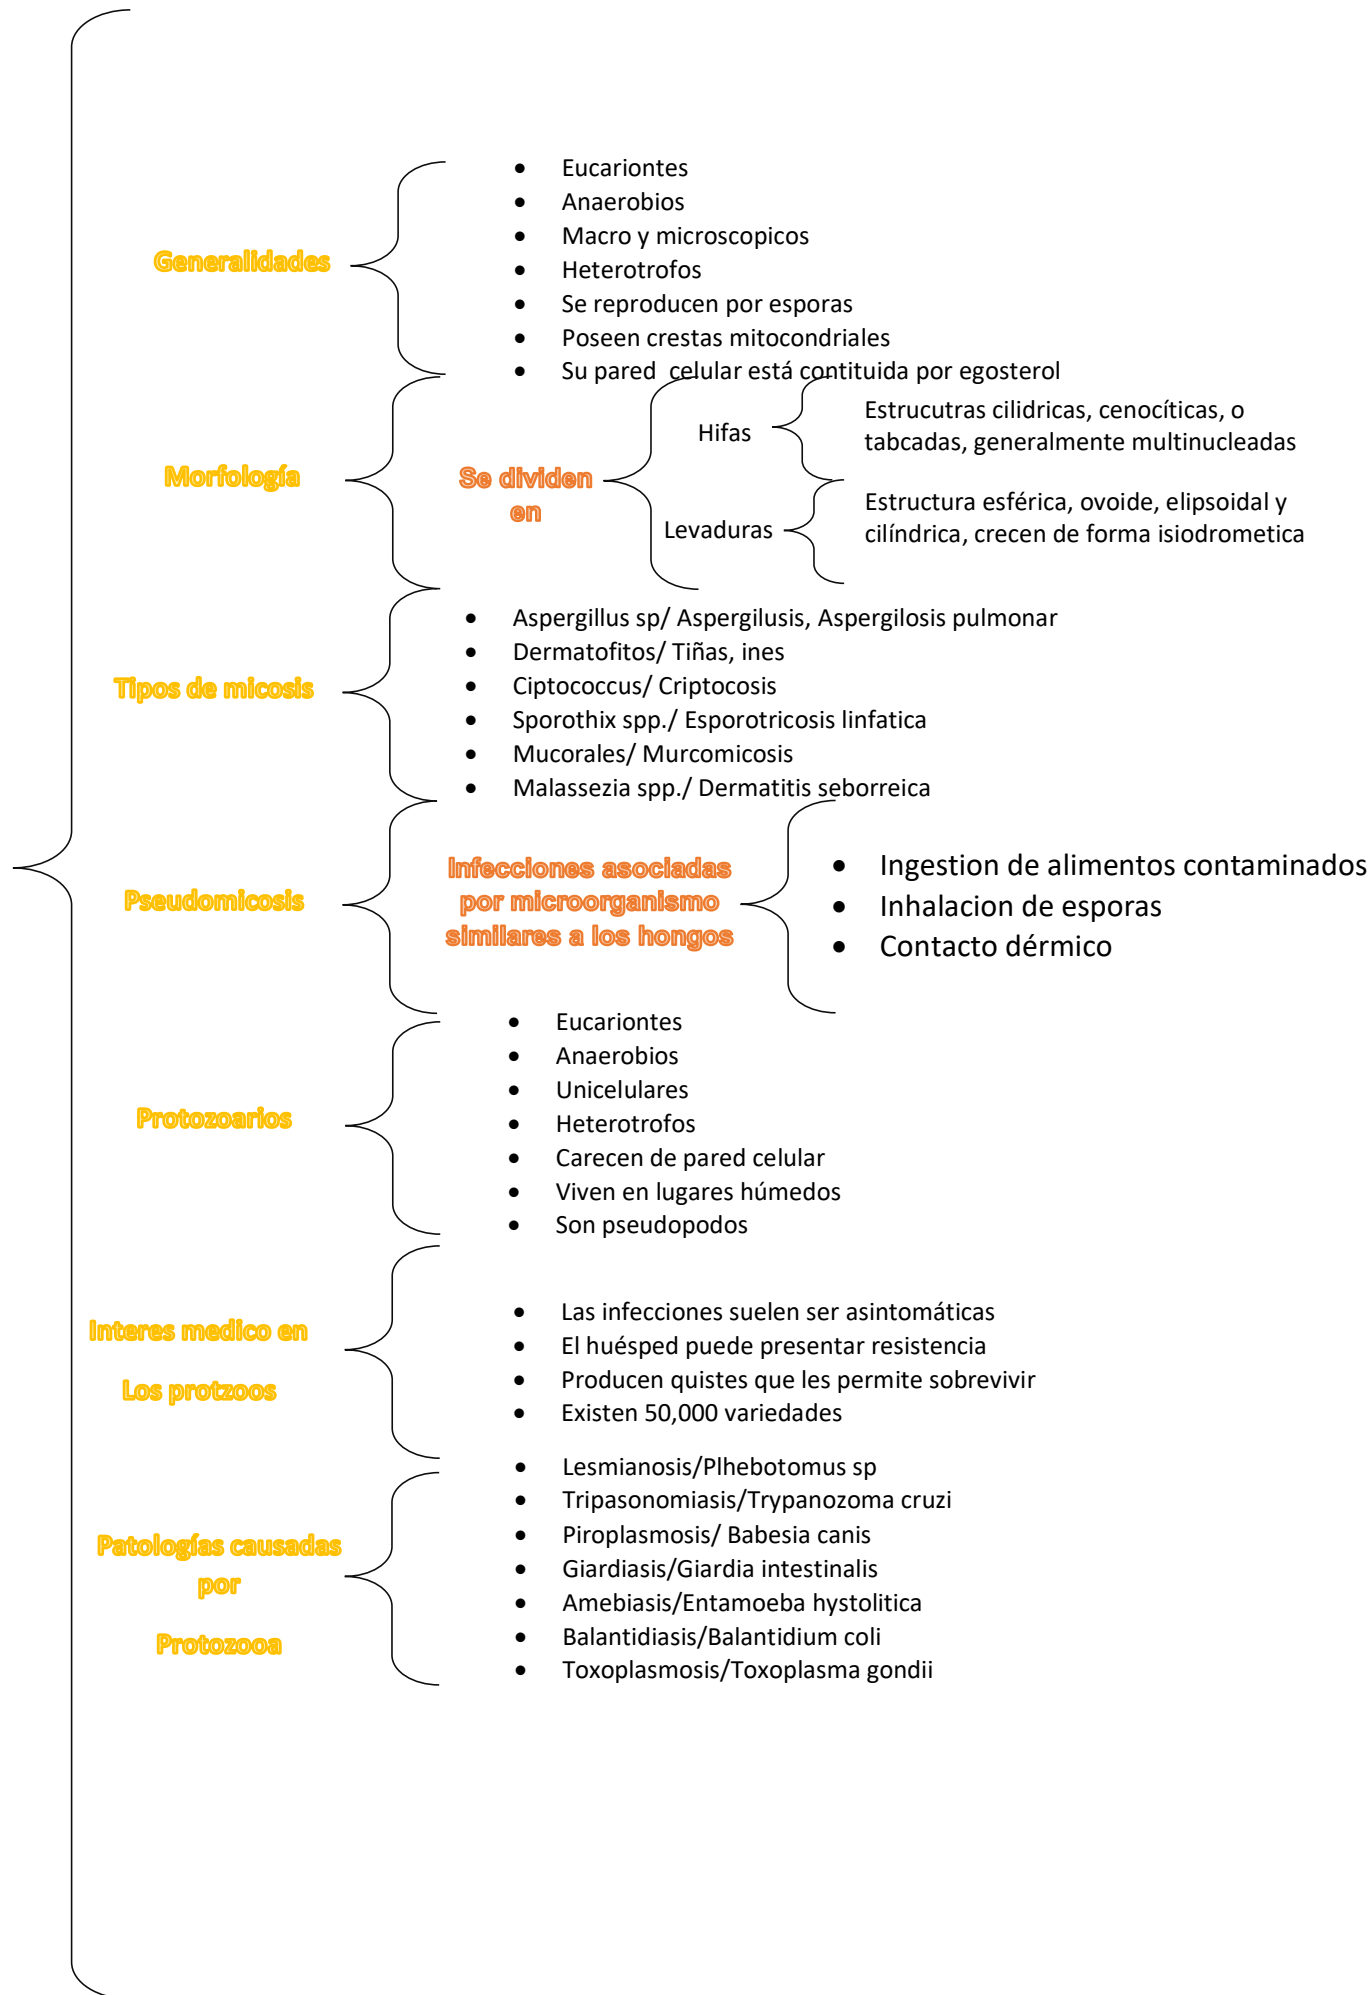 Generalidades
• Eucariontes
• Anaerobios
• Macro y microscopicos
• Heterotrofos
• Se reproducen por esporas
• Poseen crestas mitocondriales
• Su pared celular está contituida por egosterol
Morfología
Se dividen
en
Hifas
Estrucutras cilidricas, cenocíticas, o
tabcadas, generalmente multinucleadas
Levaduras
Estructura esférica, ovoide, elipsoidal y
cilíndrica, crecen de forma isiodrometica
Tipos de micosis
• Aspergillus sp/ Aspergilusis, Aspergilosis pulmonar
• Dermatofitos/ Tiñas, ines
• Ciptococcus/ Criptocosis
• Sporothix spp./ Esporotricosis linfatica
• Mucorales/ Murcomicosis
• Malassezia spp./ Dermatitis seborreica
Pseudomicosis
Infecciones asociadas
por microorganismo
similares a los hongos
• Ingestion de alimentos contaminados
• Inhalacion de esporas
• Contacto dérmico
Protozoarios
• Eucariontes
• Anaerobios
• Unicelulares
• Heterotrofos
• Carecen de pared celular
• Viven en lugares húmedos
• Son pseudopodos
Interes medico en
Los protzoos
• Las infecciones suelen ser asintomáticas
• El huésped puede presentar resistencia
• Producen quistes que les permite sobrevivir
• Existen 50,000 variedades
Patologías causadas
por
Protozooa
• Lesmianosis/Plhebotomus sp
• Tripasonomiasis/Trypanozoma cruzi
• Piroplasmosis/ Babesia canis
• Giardiasis/Giardia intestinalis
• Amebiasis/Entamoeba hystolitica
• Balantidiasis/Balantidium coli
• Toxoplasmosis/Toxoplasma gondii